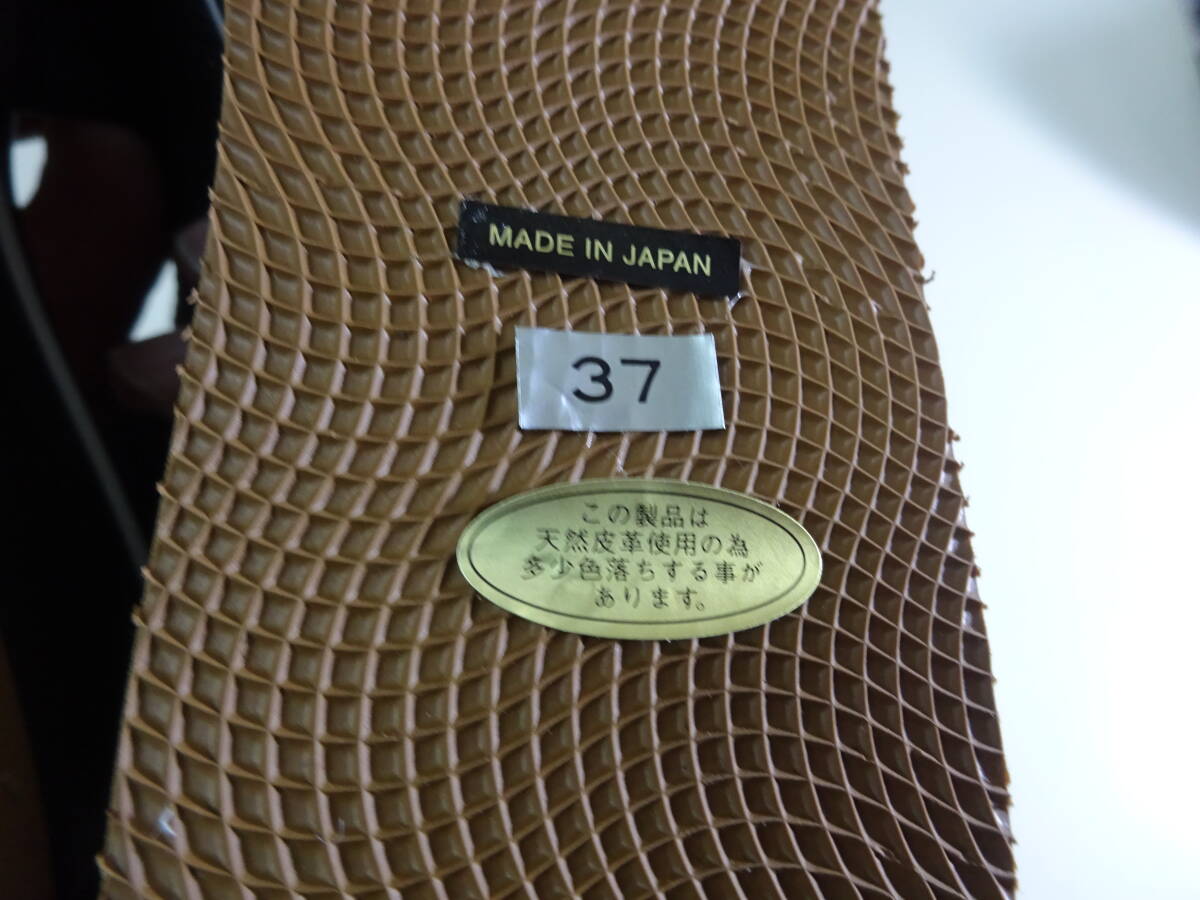 MADE IN JAPAN
37
この製品は
天然皮革使用の為
多少色落ちする事が
あります。